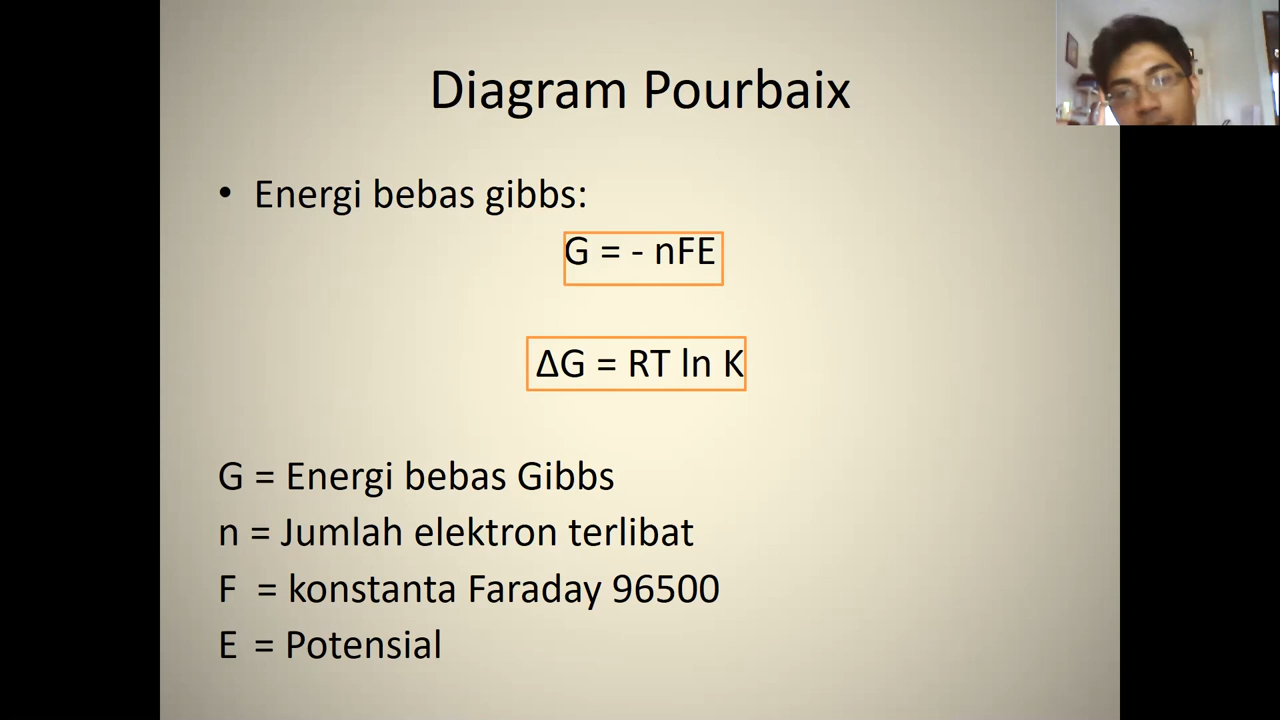 Diagram Pourbaix
• Energi bebas gibbs:
G = - nFE
ΔG = RT ln K
G = Energi bebas Gibbs
n = Jumlah elektron terlibat
F = konstanta Faraday 96500
E = Potensial